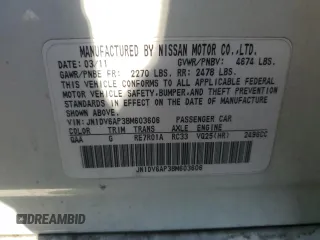 MANUFACTURED BY NISSAN MOTOR CO.,LTD.
DATE: 03/11 GVWR/PNBV: 4674 LBS.
GAWR/PNBE FR: 2270 LBS. RR: 2478 LBS.
THIS VEHICLE CONFORMS TO ALL APPLICABLE FEDERAL
MOTOR VEHICLE SAFETY,BUMPER,AND THEFT PREVENTION
STANDARDS IN EFFECT ON THE DATE OF MANUFACTURE
SHOWN ABOVE.
VIN:JN1DV6AP3BM603606 PASSENGER CAR
COLOR TRIM TRANS AXLE ENGINE
QAA G RE7R01A RC33 VQ25(HR) 2496CC
JN1DV6AP3BM603606
AUTOBIDMASTER